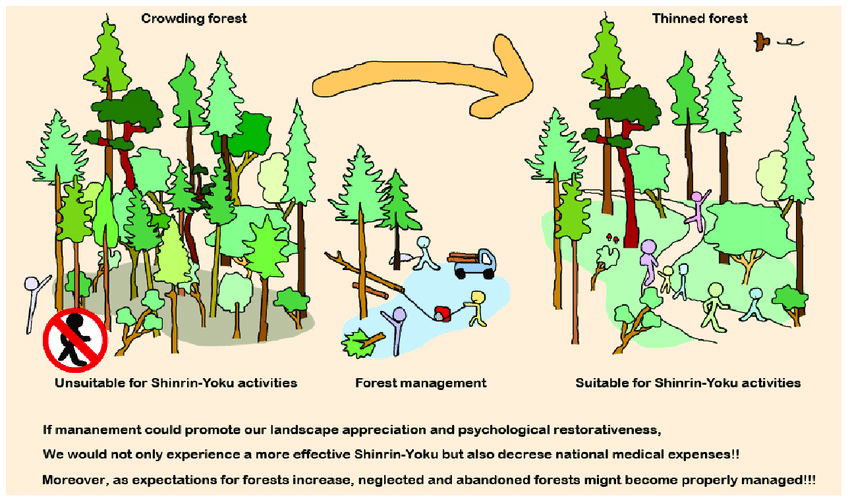 Crowding forest
Thinned forest
Unsuitable for Shinrin-Yoku activities
Forest management
Suitable for Shinrin-Yoku activities
If mananement could promote our landscape appreciation and psychological restorativeness,
We would not only experience a more effective Shinrin-Yoku but also decrese national medical expenses!!
Moreover, as expectations for forests increase, neglected and abandoned forests mignt become properly managed!!!